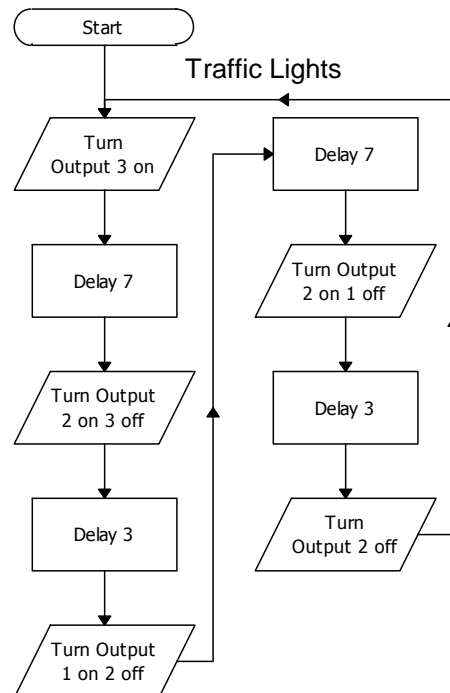 Start
Traffic Lights
Turn
Output 3 on
Delay 7
Turn Output
2 on 3 off
Delay 3
Turn Output
1 on 2 off
Delay 7
Turn Output
2 on 1 off
Delay 3
Turn
Output 2 off